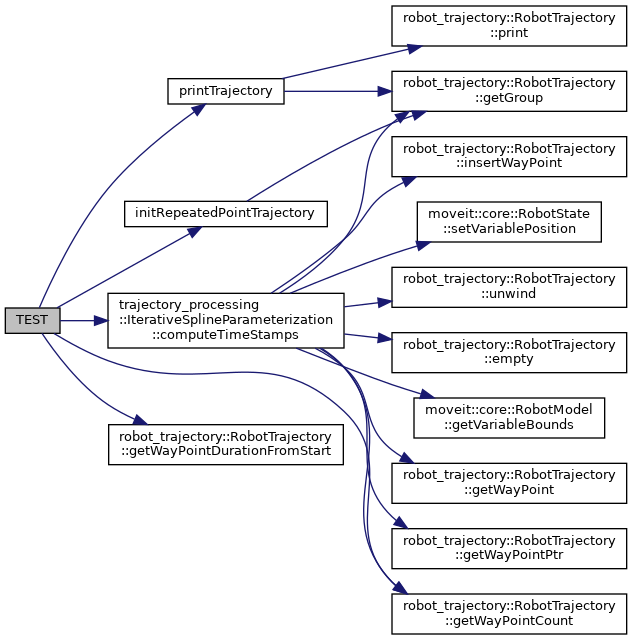 TEST
printTrajectory
initRepeatedPointTrajectory
trajectory_processing
::IterativeSplineParameterization
::computeTimeStamps
robot_trajectory::RobotTrajectory
::getWayPointDurationFromStart
robot_trajectory::RobotTrajectory
::print
robot_trajectory::RobotTrajectory
::getGroup
robot_trajectory::RobotTrajectory
::insertWayPoint
moveit::core::RobotState
::setVariablePosition
robot_trajectory::RobotTrajectory
::unwind
robot_trajectory::RobotTrajectory
::empty
moveit::core::RobotModel
::getVariableBounds
robot_trajectory::RobotTrajectory
::getWayPoint
robot_trajectory::RobotTrajectory
::getWayPointPtr
robot_trajectory::RobotTrajectory
::getWayPointCount